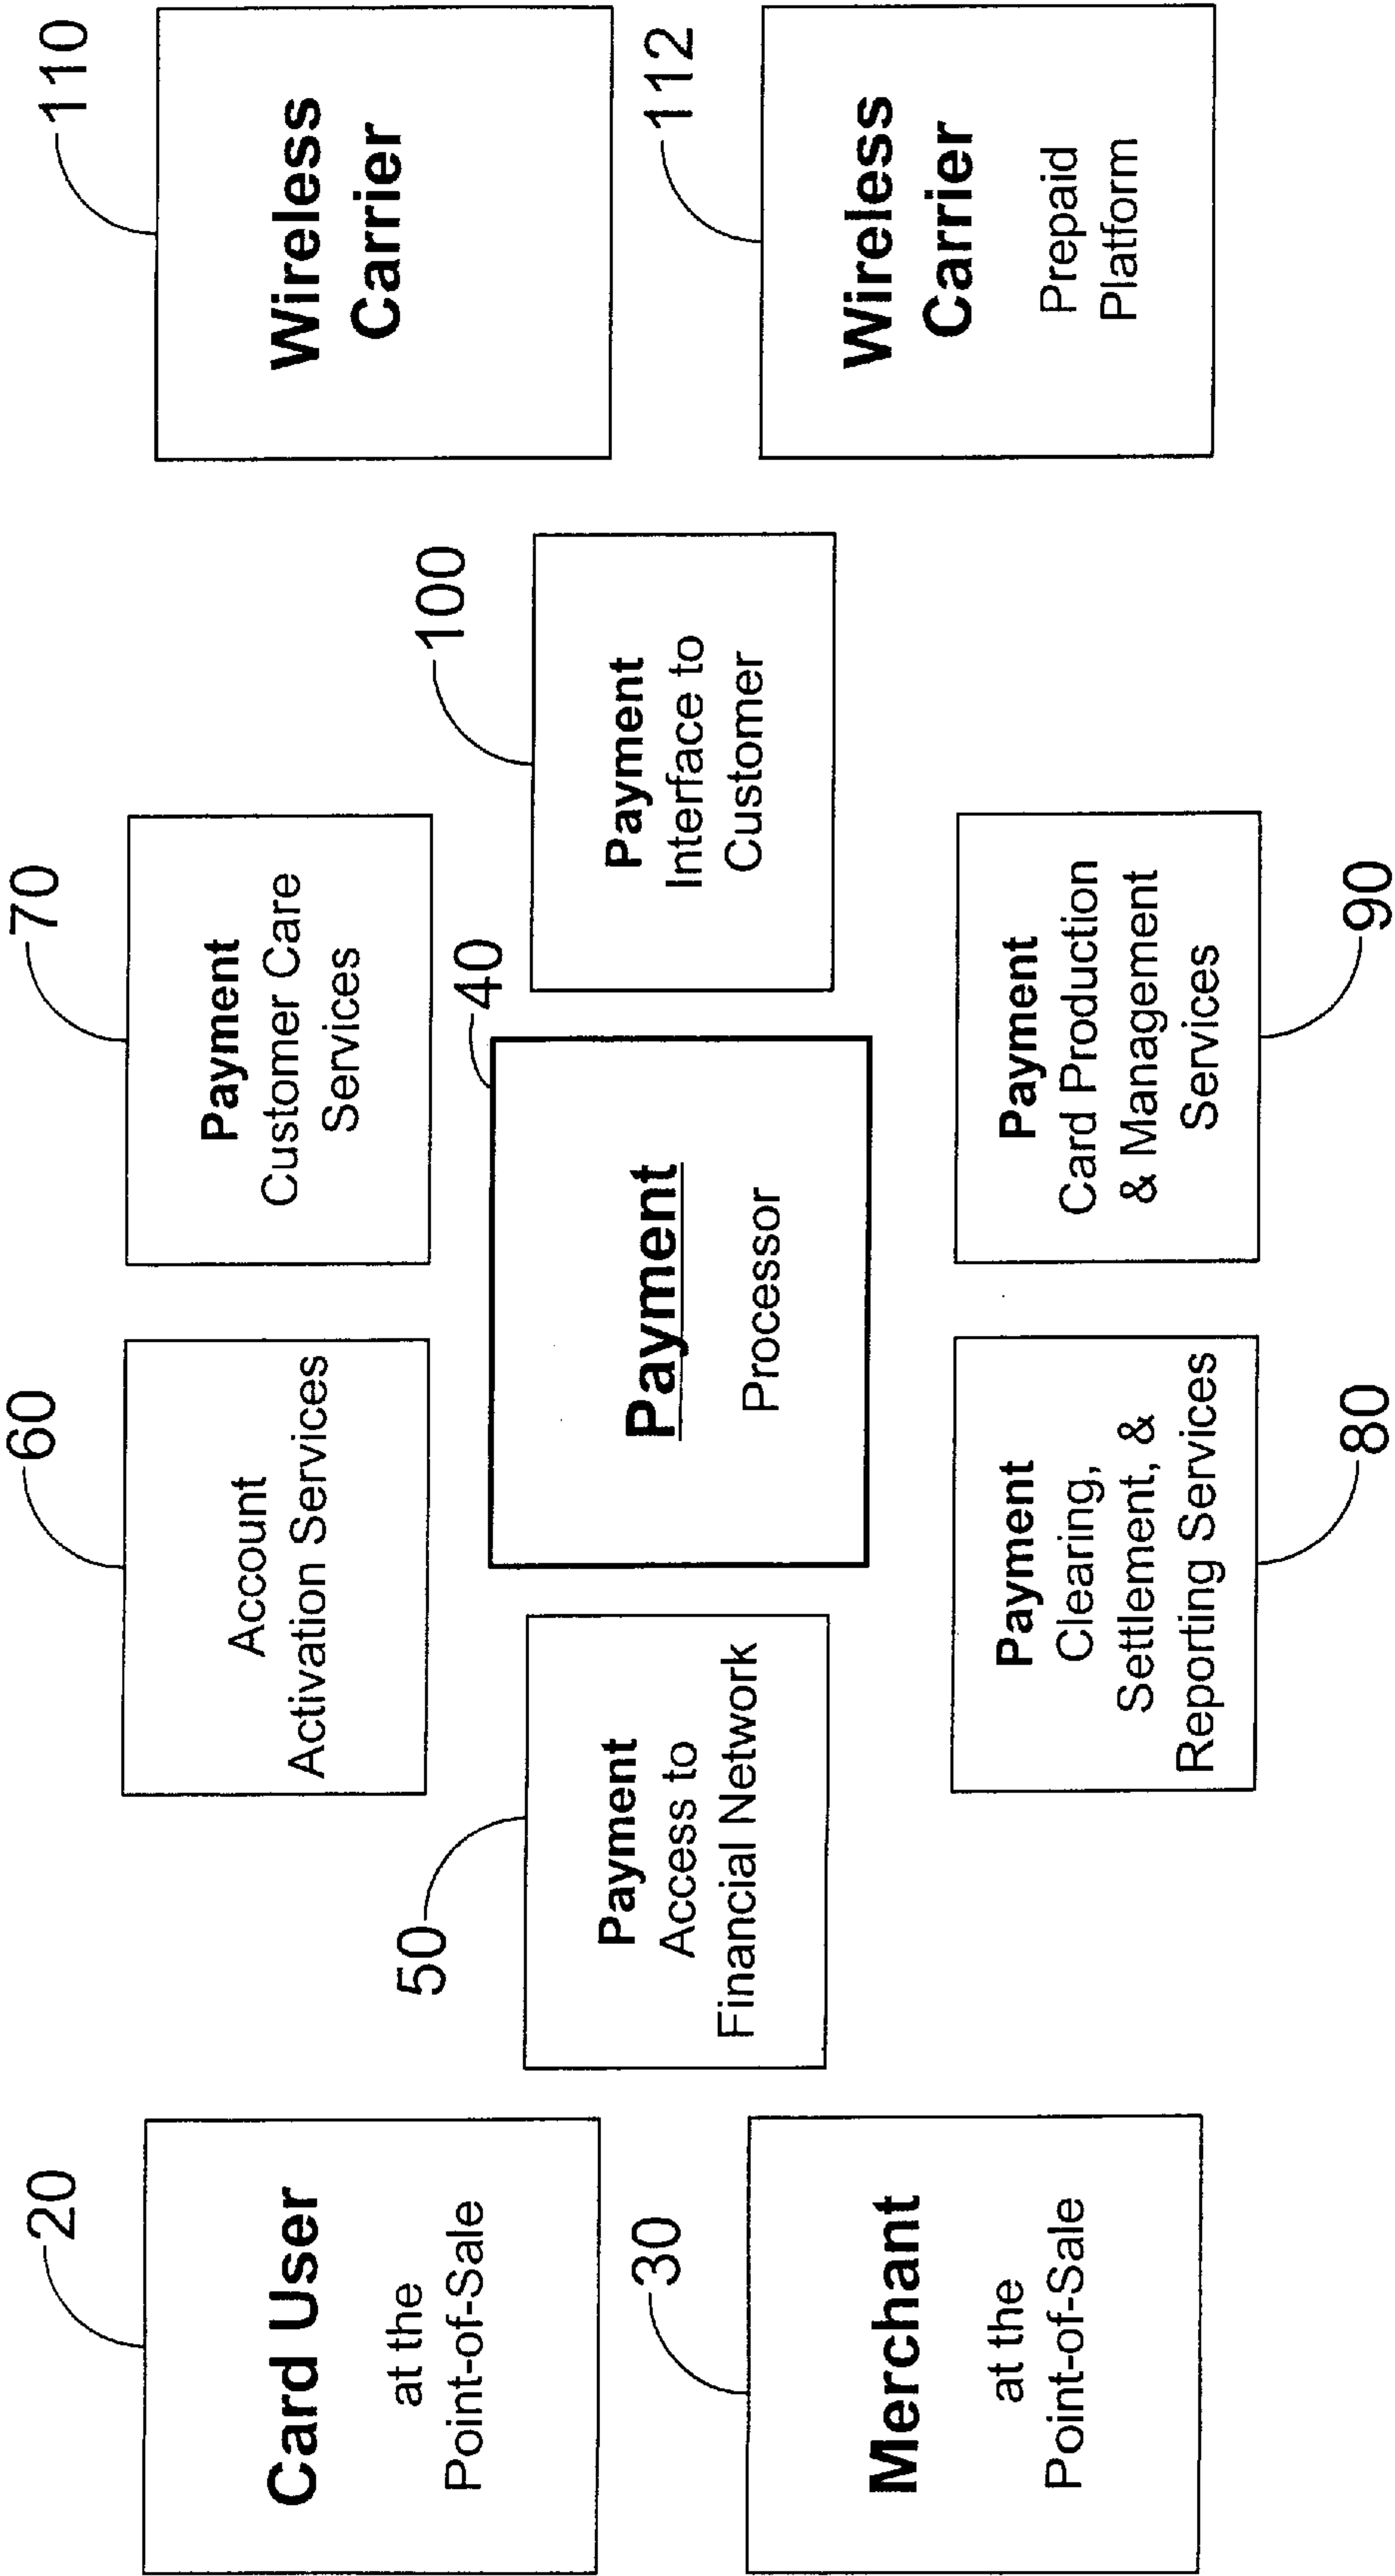 20
Card User
at the
Point-of-Sale
30
Merchant
at the
Point-of-Sale
50
Payment
Access to
Financial Network
60
Account
Activation Services
40
Payment
Processor
80
Payment
Clearing,
Settlement, &
Reporting Services
70
Payment
Customer Care
Services
90
Payment
Card Production
& Management
Services
100
Payment
Interface to
Customer
110
Wireless
Carrier
112
Wireless
Carrier
Prepaid
Platform